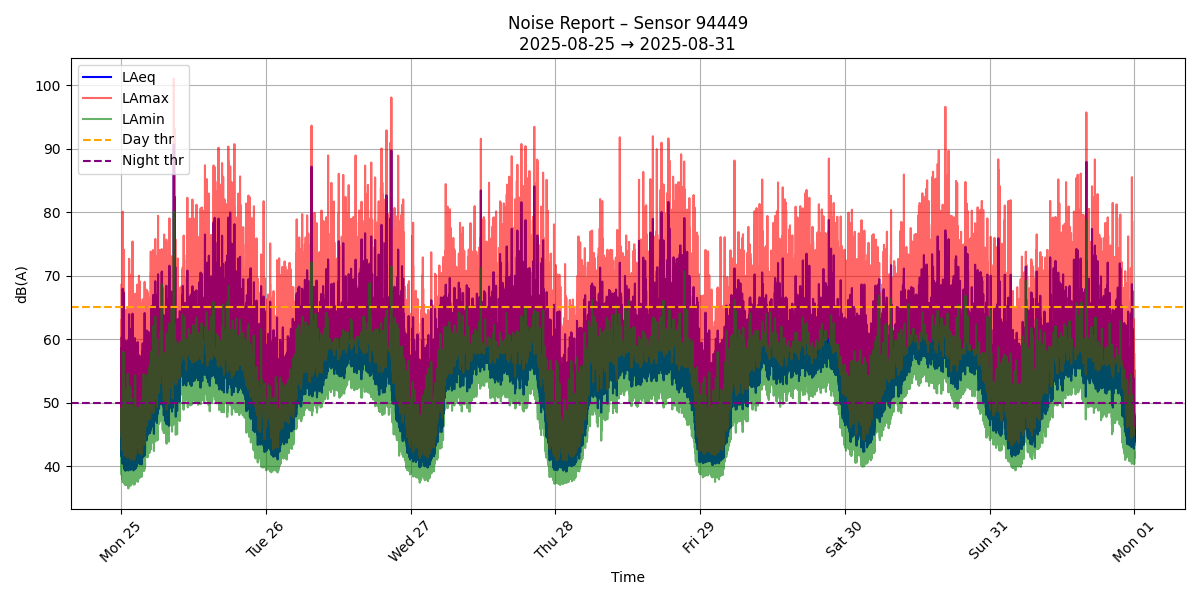 Noise Report – Sensor 94449
2025-08-25 → 2025-08-31
LAeq
LAmax
LAmin
Day thr
Night thr
dB(A)
100
90
80
70
60
50
40
Mon 25
Tue 26
Wed 27
Thu 28
Fri 29
Sat 30
Sun 31
Mon 01
Time